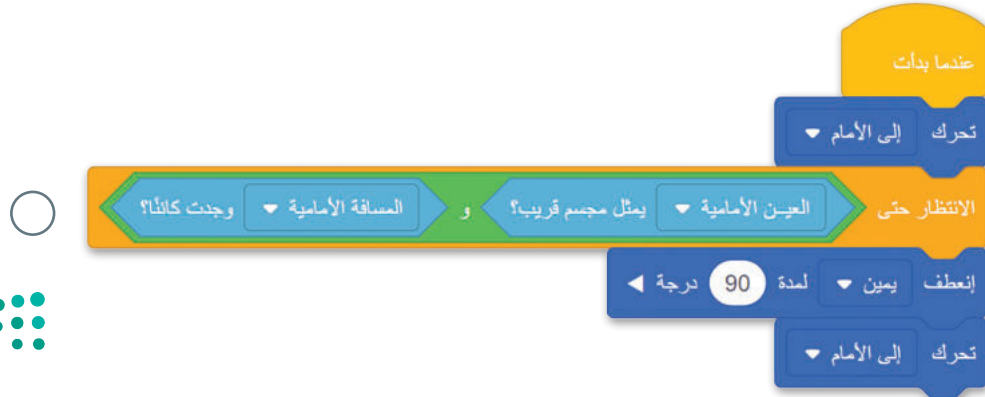 عندما بدأت
تحرك إلى الأمام
الانتظار حتى العيـن الأمامية يمثل مجسم قريب؟ و المسافة الأمامية وجدت كائنًا؟
إنعطف يمين لمدة 90 درجة
تحرك إلى الأمام